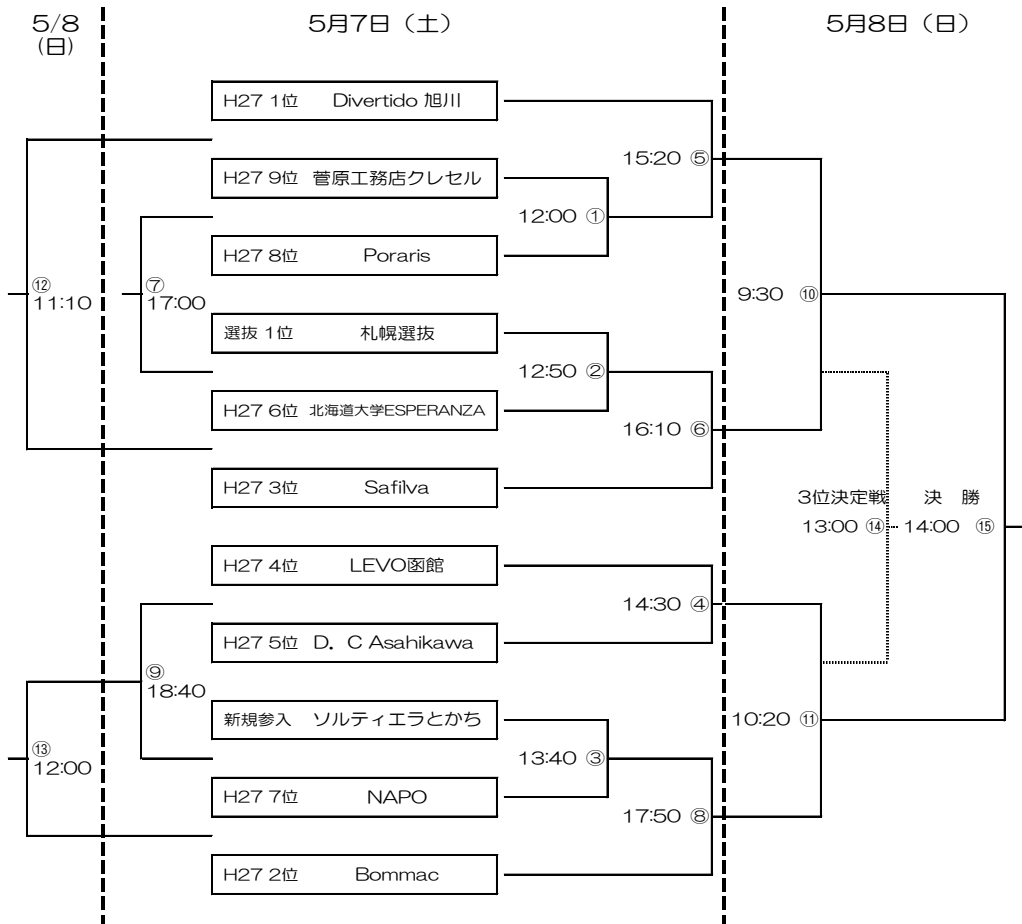 5/8
(日)
5月7日（土）
5月8日（日）
H27 1位 Divertido 旭川
15:20 ⑤
H27 9位 菅原工務店クレセル
12:00 ①
H27 8位 Poraris
⑫
11:10
⑦
17:00
9:30 ⑩
選抜 1位 札幌選抜
12:50 ②
H27 6位 北海道大学ESPERANZA
16:10 ⑥
H27 3位 Safilva
3位決定戦 決 勝
13:00 ⑭ 14:00 ⑮
H27 4位 LEVO函館
14:30 ④
H27 5位 D．C Asahikawa
⑨
18:40
新規参入 ソルティエラとかち
10:20 ⑪
⑬
12:00
13:40 ③
H27 7位 NAPO
17:50 ⑧
H27 2位 Bommac